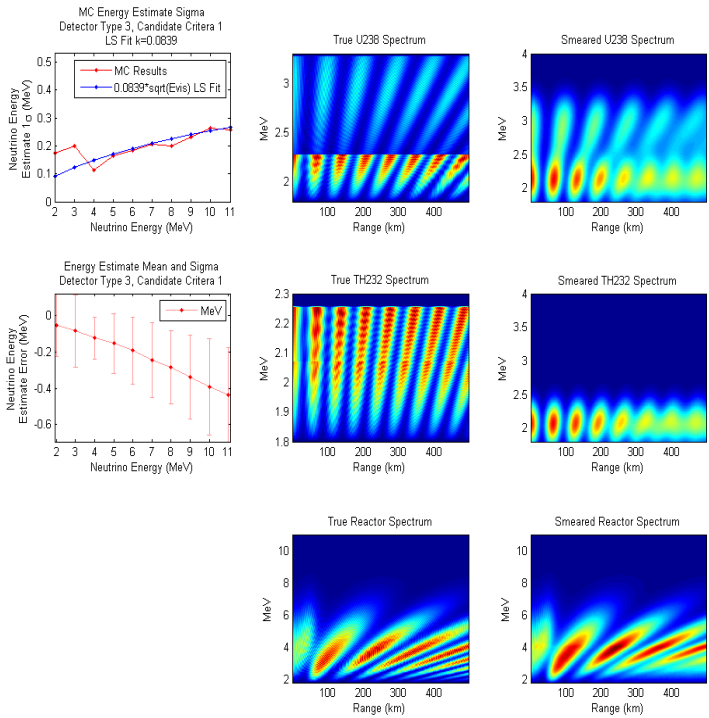 MC Energy Estimate Sigma
Detector Type 3, Candidate Critera 1
LS Fit k=0.0839
0.5
0.4
0.3
0.2
0.1
0
Neutrino Energy
Estimate 1σ (MeV)
MC Results
0.0839*sqrt(Evis) LS Fit
2 3 4 5 6 7 8 9 10 11
Neutrino Energy (MeV)
True U238 Spectrum
3
2.5
2
MeV
100 200 300 400
Range (km)
Smeared U238 Spectrum
4
3.5
3
2.5
2
MeV
100 200 300 400
Range (km)
Energy Estimate Mean and Sigma
Detector Type 3, Candidate Critera 1
0
-0.2
-0.4
-0.6
Neutrino Energy
Estimate Error (MeV)
MeV
2 3 4 5 6 7 8 9 10 11
Neutrino Energy (MeV)
True TH232 Spectrum
2.3
2.2
2.1
2
1.9
1.8
MeV
100 200 300 400
Range (km)
Smeared TH232 Spectrum
4
3.5
3
2.5
2
MeV
100 200 300 400
Range (km)
True Reactor Spectrum
10
8
6
4
2
MeV
100 200 300 400
Range (km)
Smeared Reactor Spectrum
10
8
6
4
2
MeV
100 200 300 400
Range (km)